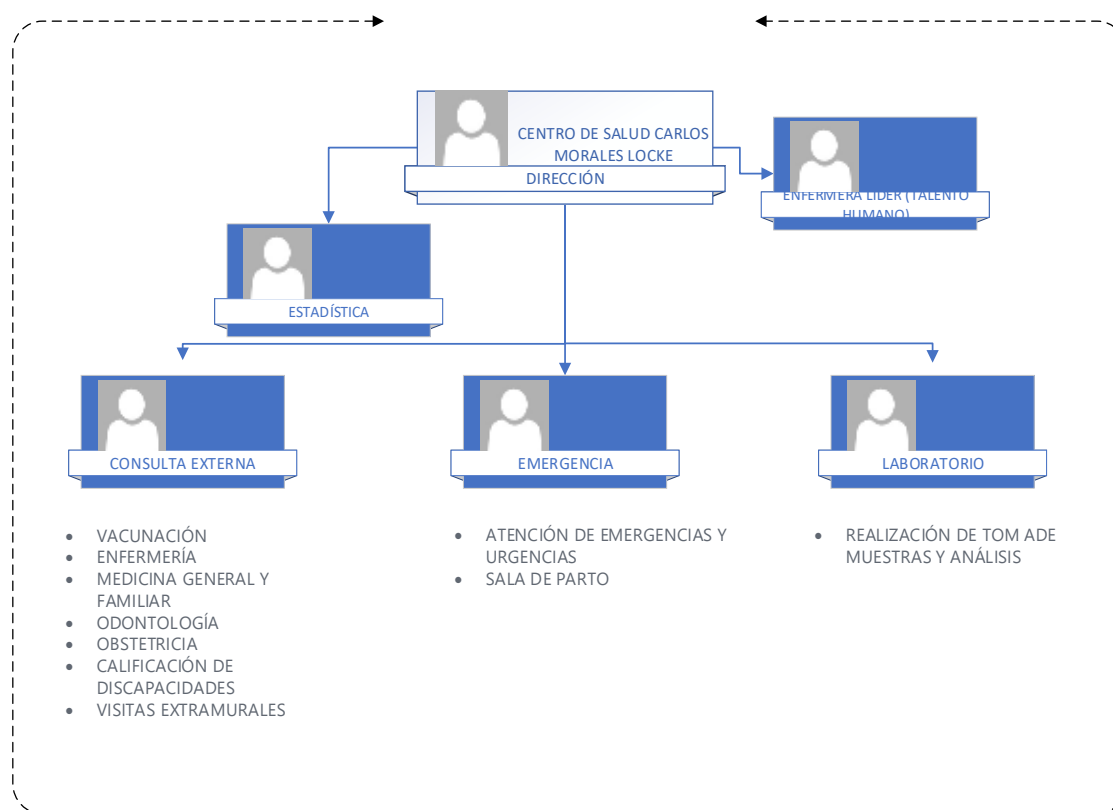 CENTRO DE SALUD CARLOS
MORALES LOCKE
DIRECCIÓN
ENFERMERA LIDER (TALENTO
HUMANO)
ESTADÍSTICA
CONSULTA EXTERNA
EMERGENCIA
LABORATORIO
• VACUNACIÓN
• ENFERMERÍA
• MEDICINA GENERAL Y
FAMILIAR
• ODONTOLOGÍA
• OBSTETRICIA
• CALIFICACIÓN DE
DISCAPACIDADES
• VISITAS EXTRAMURALES
• ATENCIÓN DE EMERGENCIAS Y
URGENCIAS
• SALA DE PARTO
• REALIZACIÓN DE TOM ADE
MUESTRAS Y ANÁLISIS